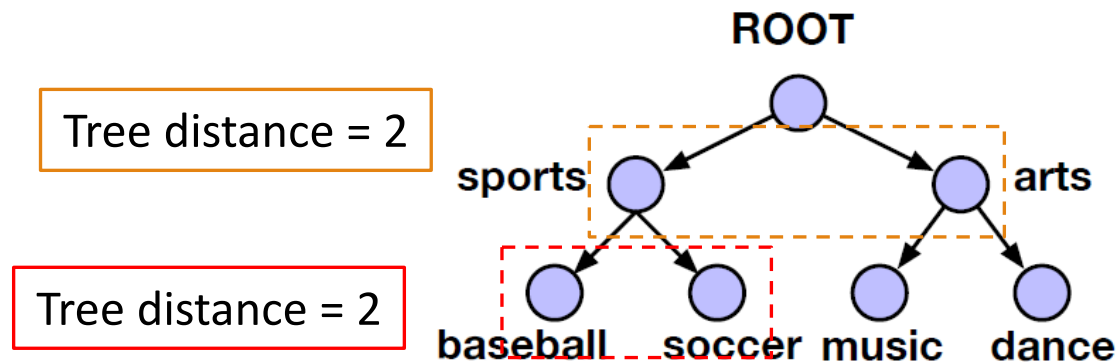 ROOT
Tree distance = 2
sports
arts
Tree distance = 2
baseball
soccer
music
dance